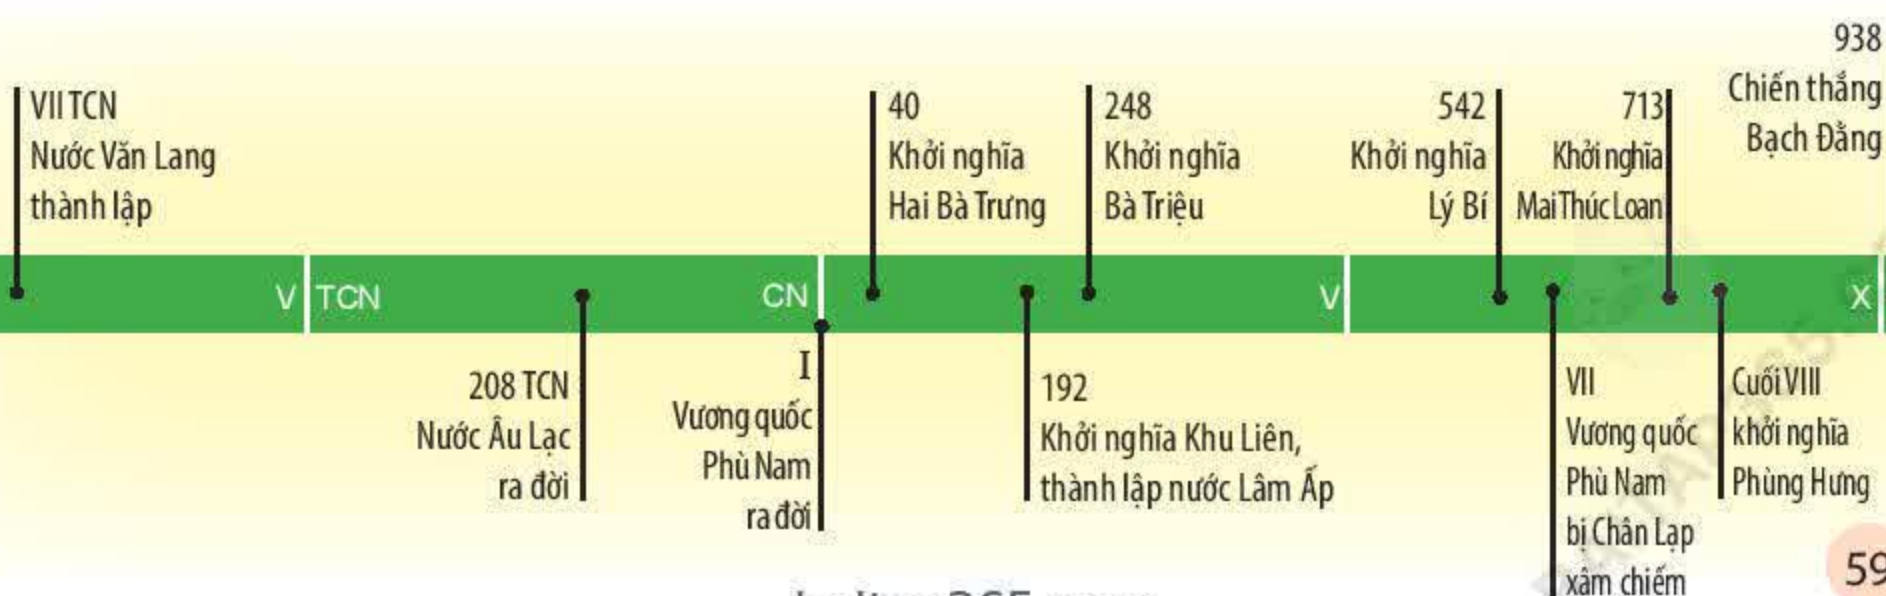 VII TCN
Nước Văn Lang
thành lập
40
Khởi nghĩa
Hai Bà Trưng
248
Khởi nghĩa
Bà Triệu
542
Khởi nghĩa
Lý Bí
713
Khởi nghĩa
Mai Thúc Loan
938
Chiến thắng
Bạch Đằng
V TCN
CN
V
X
208 TCN
Nước Âu Lạc
ra đời
I
Vương quốc
Phù Nam
ra đời
192
Khởi nghĩa Khu Liên,
thành lập nước Lâm Ấp
VII
Vương quốc
Phù Nam
bị Chân Lạp
xâm chiếm
Cuối VIII
khởi nghĩa
Phùng Hưng
59